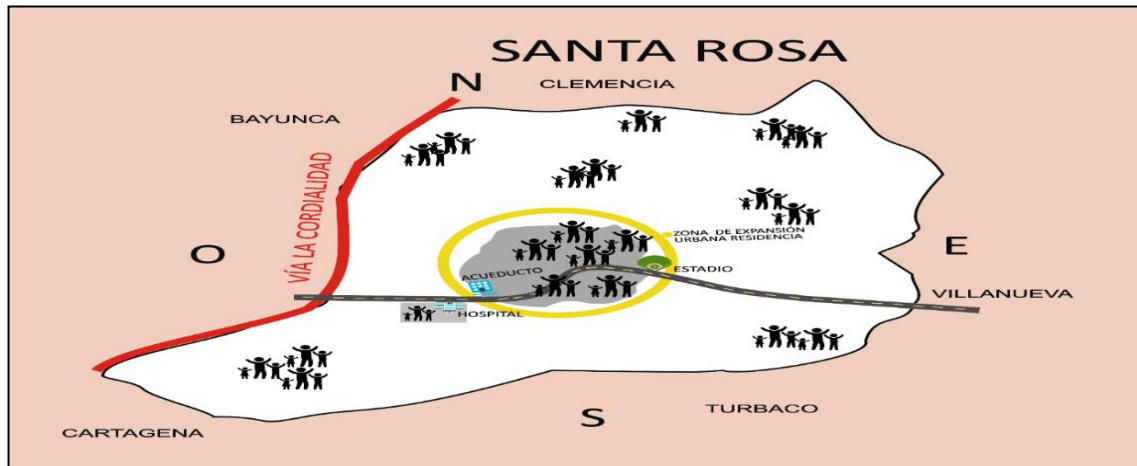 SANTA ROSA
N
CLEMENCIA
BAYUNCA
VÍA LA CORDIALIDAD
O
ZONA DE EXPANSIÓN
URBANA RESIDENCIA
E
ACUEDUCTO
ESTADIO
VILLANUEVA
HOSPITAL
S
TURBACO
CARTAGENA